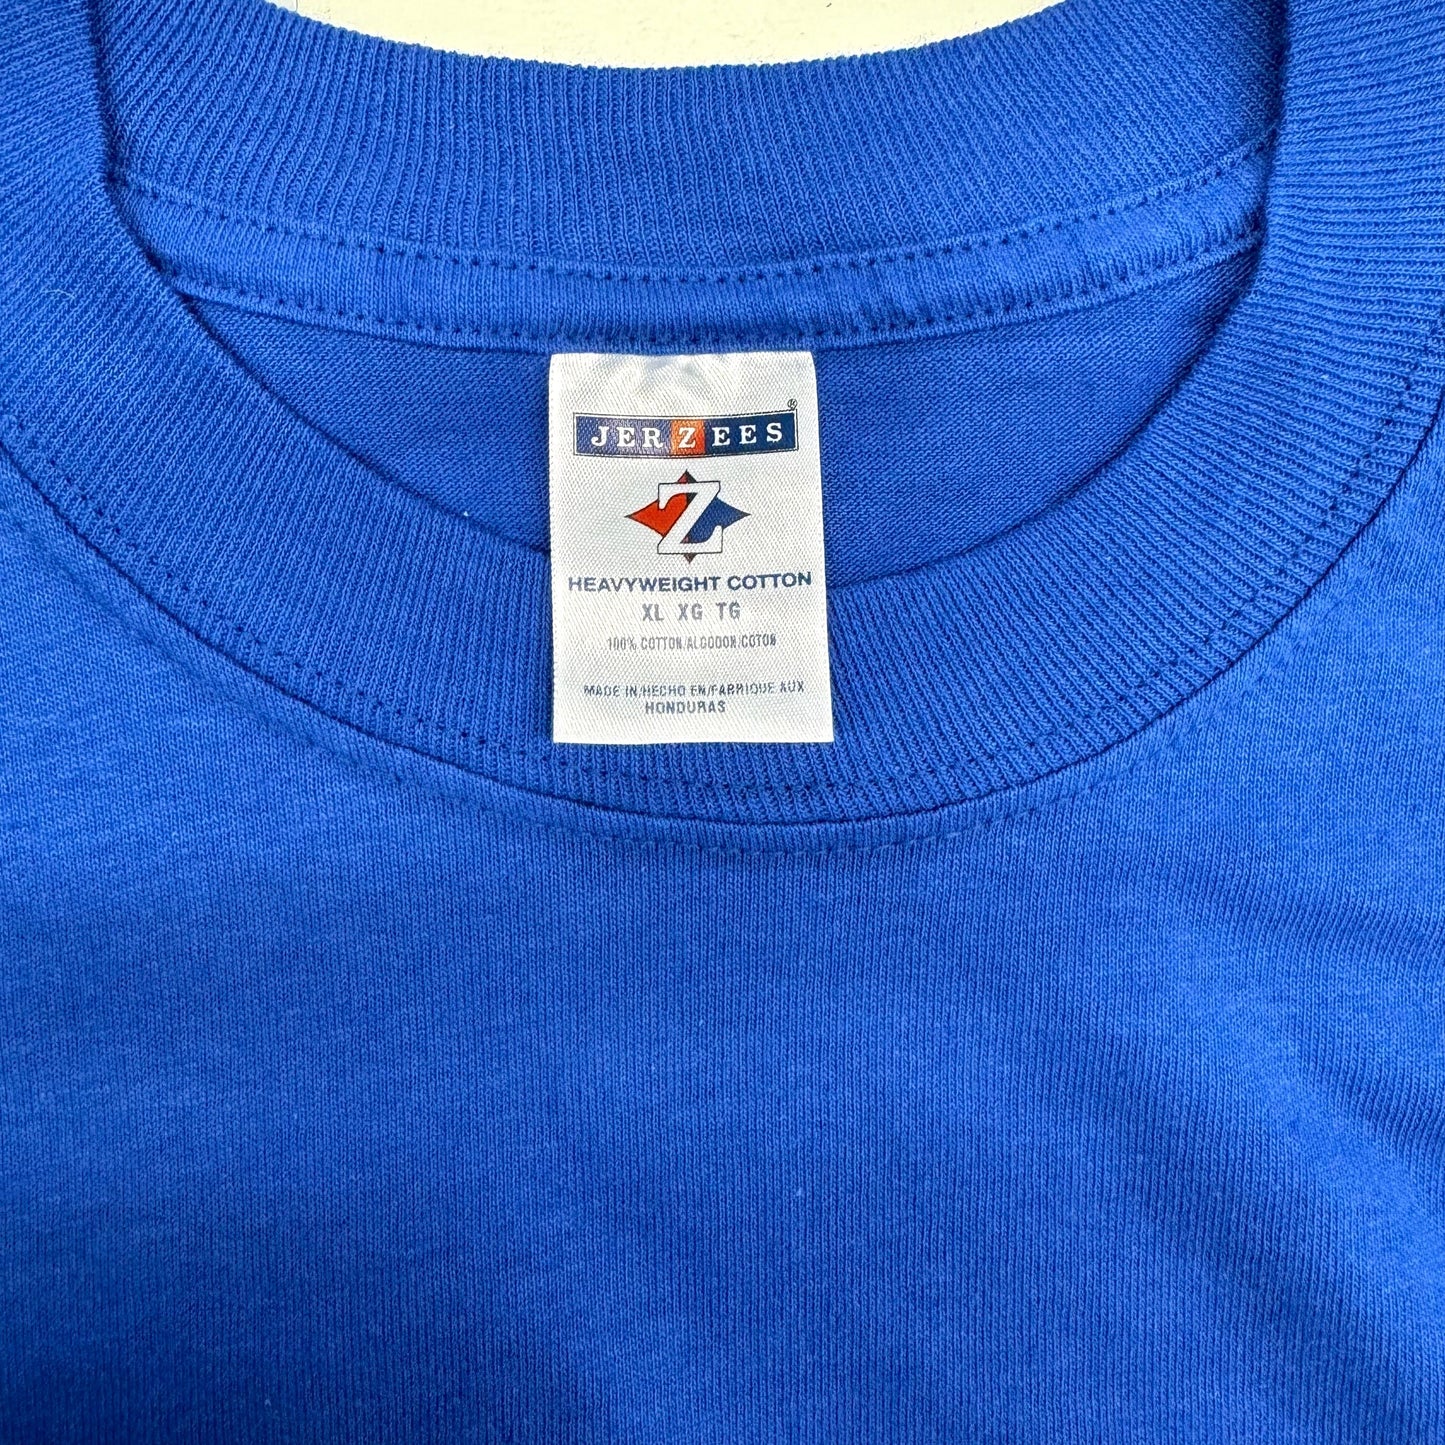 JERZEES®
Z
HEAVYWEIGHT COTTON
XL XG TG
100% COTTON/ALGODON/COTON
MADE IN/HECHO EN/FABRIQUE AUX
HONDURAS